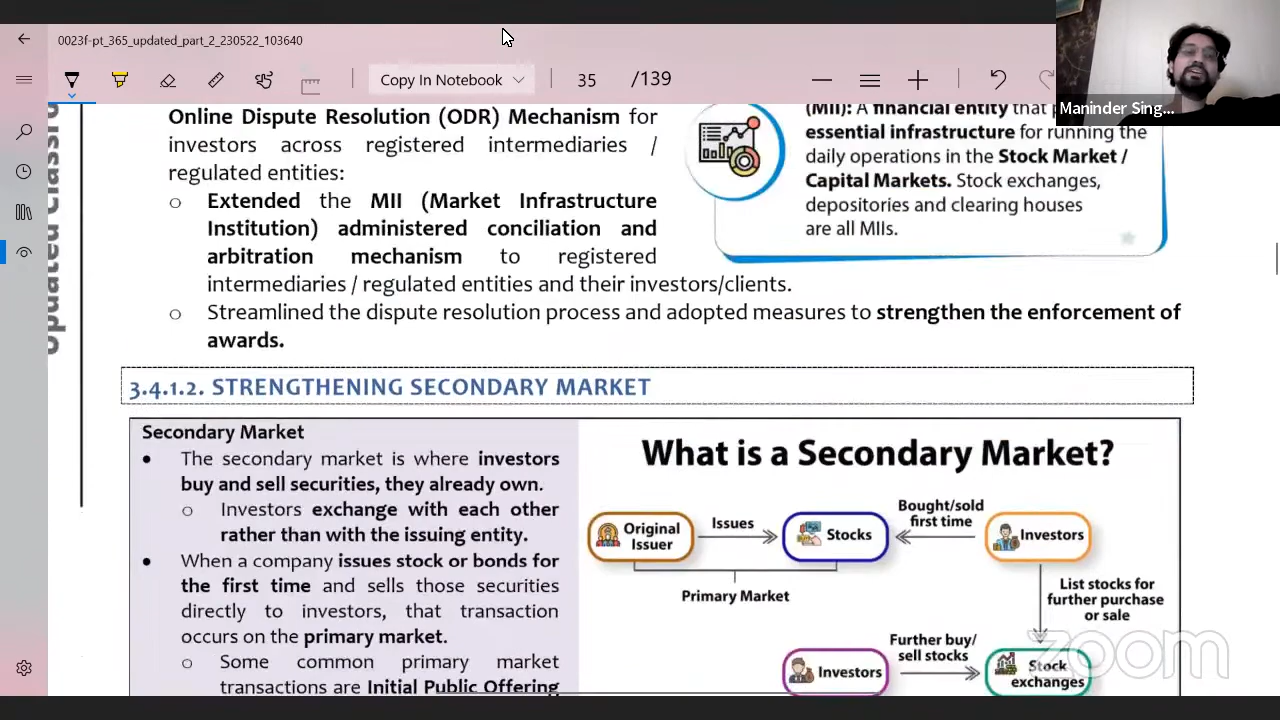 0023f-pt_365_updated_part_2_230522_103640
Copy In Notebook
35 /139
Maninder Sing...
Online Dispute Resolution (ODR) Mechanism for
investors across registered intermediaries /
regulated entities:
o Extended the MII (Market Infrastructure
Institution) administered conciliation and
arbitration mechanism to registered
intermediaries / regulated entities and their investors/clients.
o Streamlined the dispute resolution process and adopted measures to strengthen the enforcement of
awards.
(MII): A financial entity that
essential infrastructure for running the
daily operations in the Stock Market /
Capital Markets. Stock exchanges,
depositories and clearing houses
are all MIIs.
3.4.1.2. STRENGTHENING SECONDARY MARKET
Secondary Market
• The secondary market is where investors
buy and sell securities, they already own.
o Investors exchange with each other
rather than with the issuing entity.
• When a company issues stock or bonds for
the first time and sells those securities
directly to investors, that transaction
occurs on the primary market.
o Some common primary market
transactions are Initial Public Offering
What is a Secondary Market?
Original
Issuer
Issues
Stocks
Bought/sold
first time
Investors
Primary Market
List stocks for
further purchase
or sale
Investors
Further buy/
sell stocks
Stock
exchanges
zoom